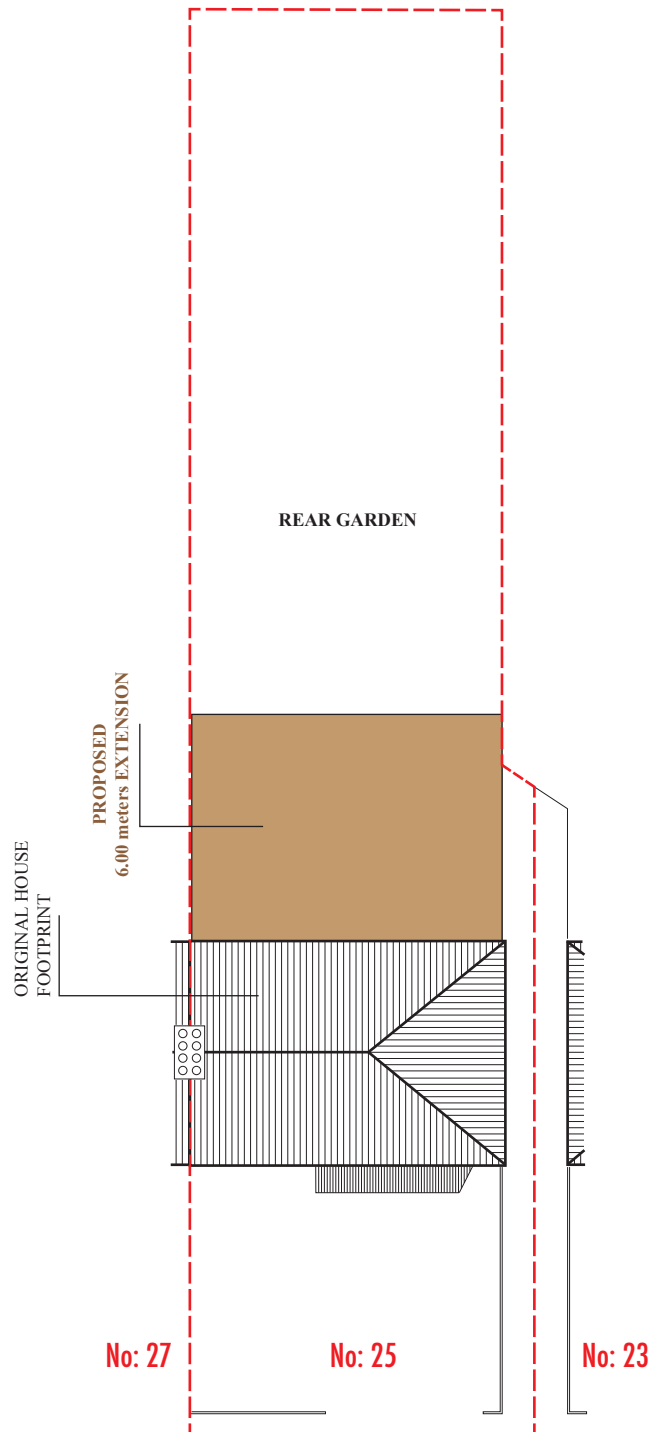 REAR GARDEN
PROPOSED
6.00 meters EXTENSION
ORIGINAL HOUSE
FOOTPRINT
No: 27
No: 25
No: 23